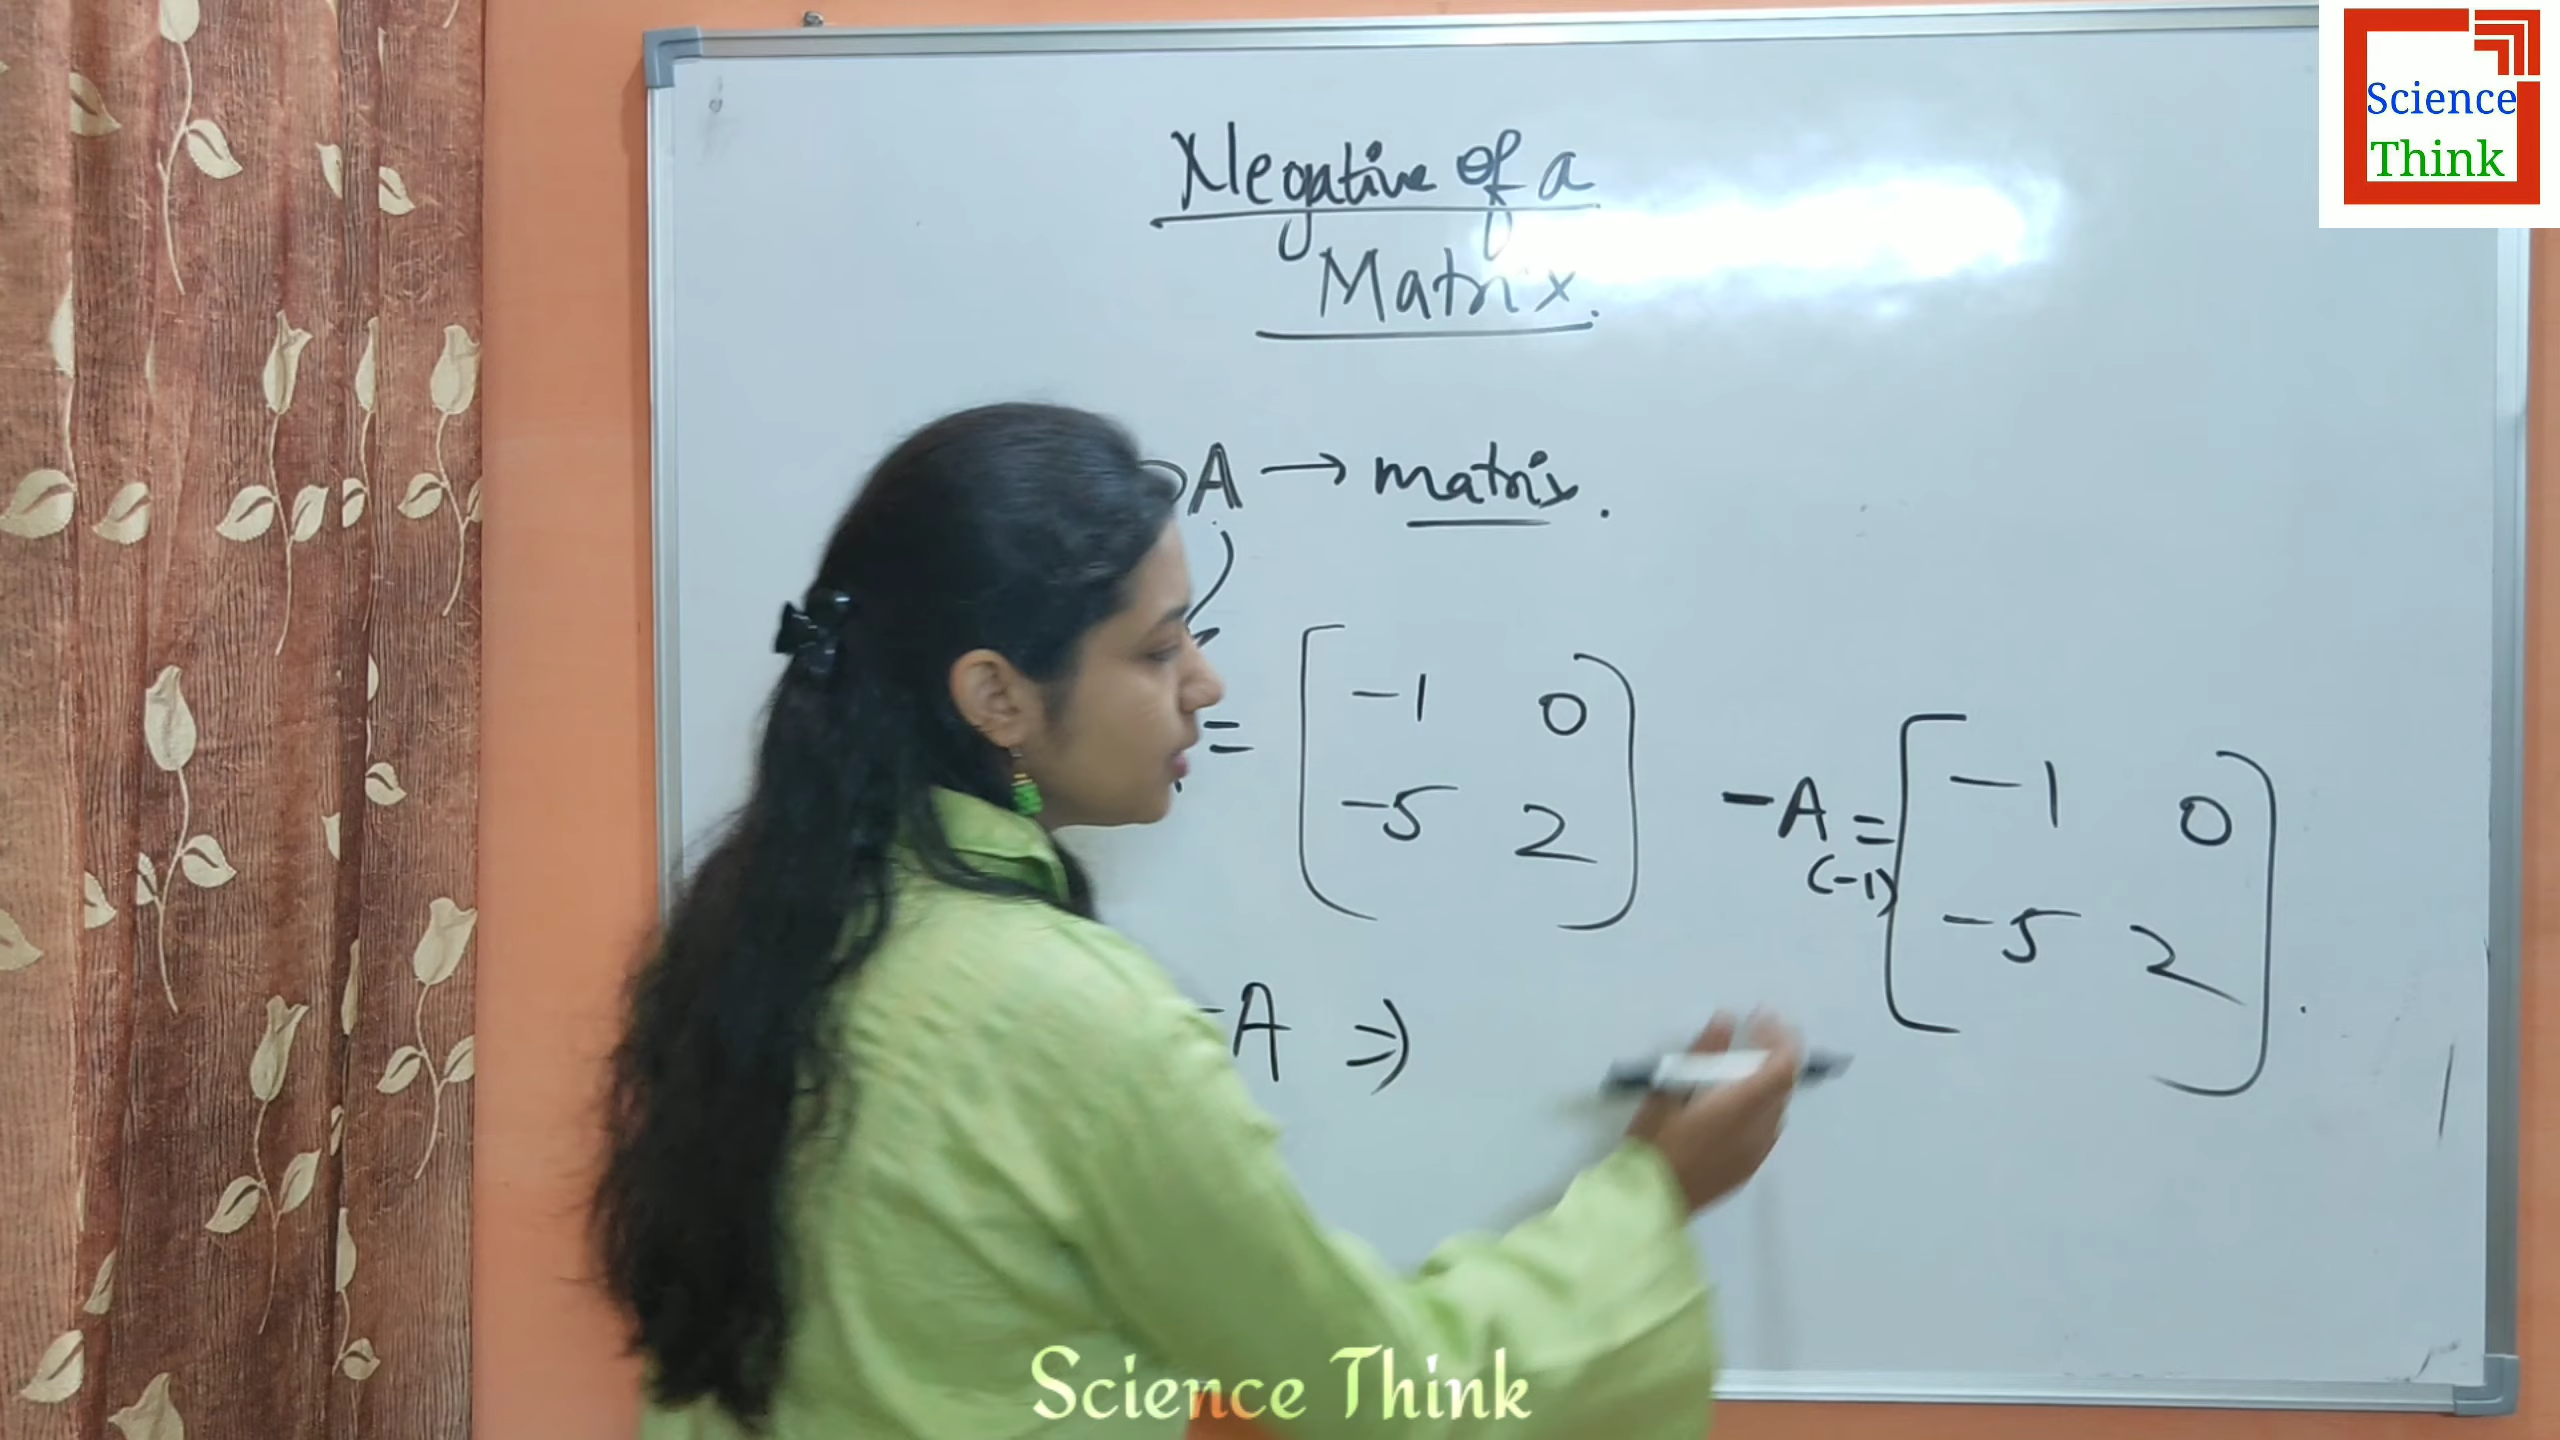 Science
Think
Negative of a
Matrix.
A → matrix.
= [ -1 0
-5 2 ]
-A = (-1) [ -1 0
-5 2 ].
-A ⇒
Science Think